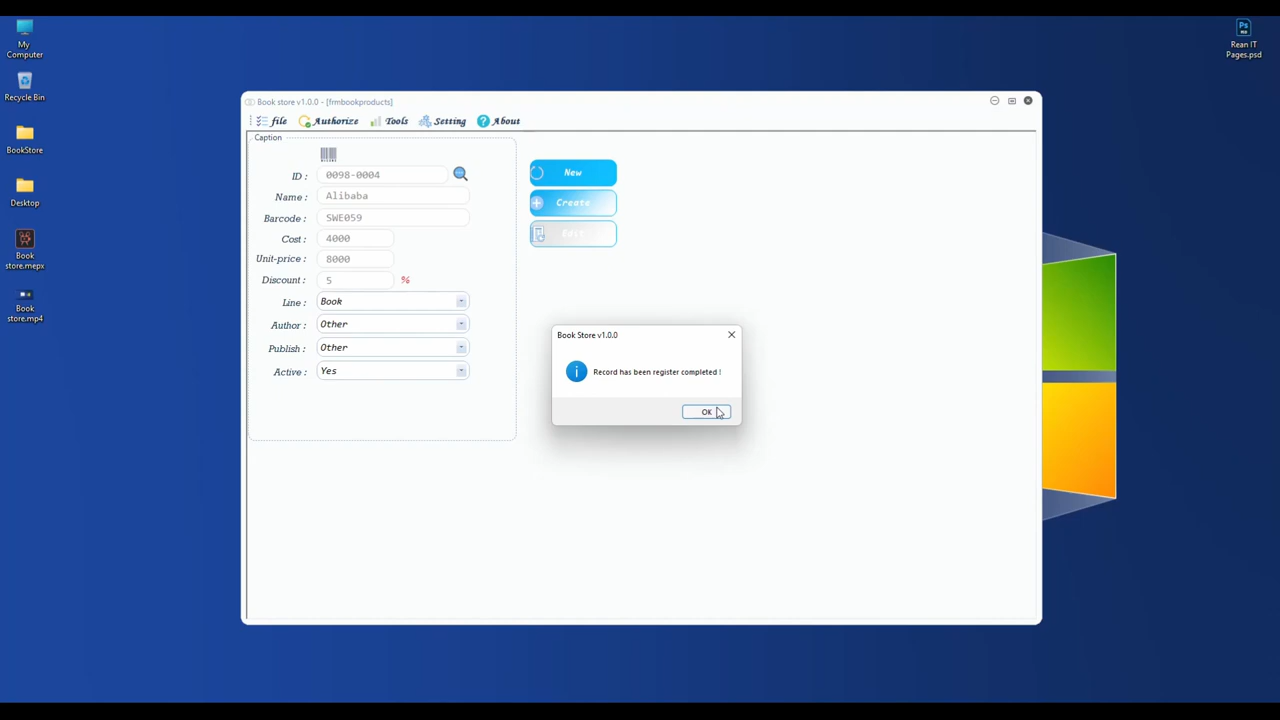 My
Computer
Recycle Bin
BookStore
Desktop
Book
store.mepx
Book
store.mp4
Ps
Rean IT
Pages.psd
Book store v1.0.0 - [frmbookproducts]
file Authorize Tools Setting About
Caption
ID : 0098-0004
Name : Alibaba
Barcode : SWE059
Cost : 4000
Unit-price : 8000
Discount : 5 %
Line : Book
Author : Other
Publish : Other
Active : Yes
New
Create
Edit
Book Store v1.0.0
Record has been register completed !
OK